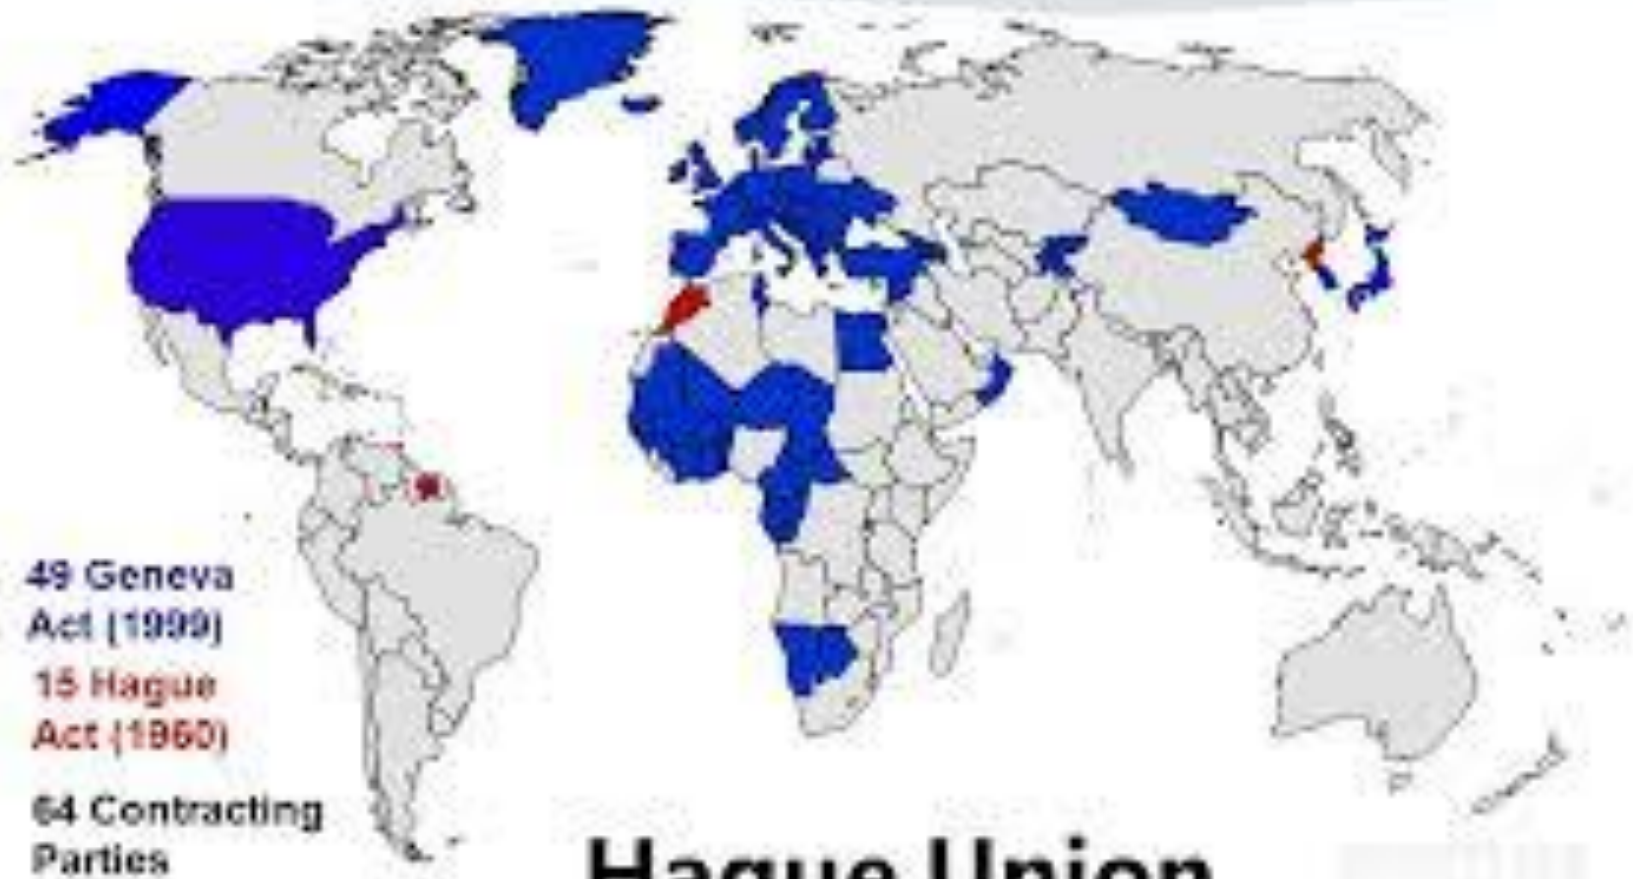 49 Geneva
Act (1999)
15 Hague
Act (1960)
64 Contracting
Parties
Hague Union